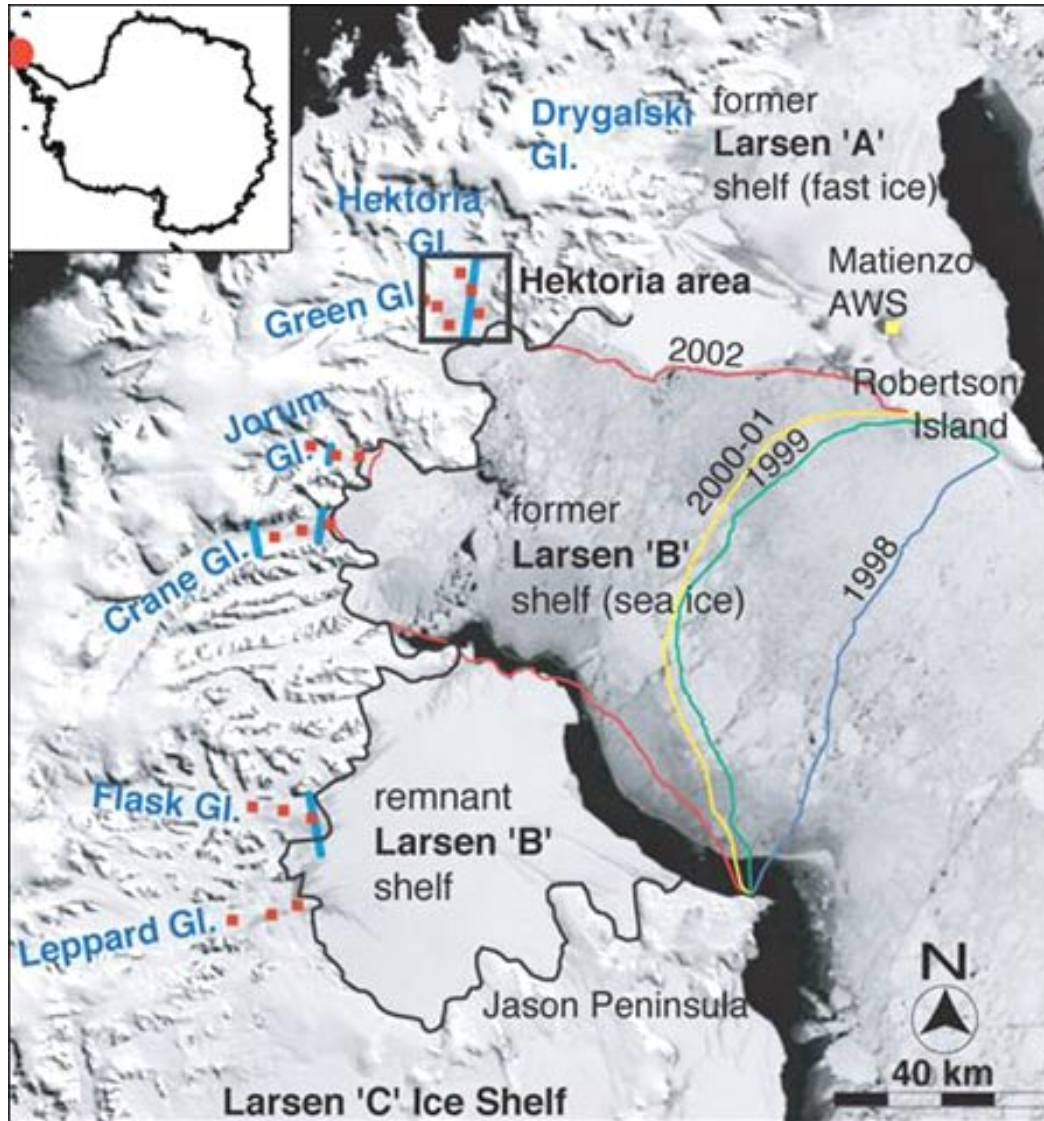 Drygalski
Gl.
former
Larsen 'A'
shelf (fast ice)
Hektoria
Gl.
Hektoria area
Matienzo
AWS
Green Gl
2002
Robertson
Island
Jorum
Gl.
2000-01
1999
former
Larsen 'B'
shelf (sea ice)
1998
Crane Gl.
Flask Gl.
remnant
Larsen 'B'
shelf
Leppard Gl.
Jason Peninsula
N
40 km
Larsen 'C' Ice Shelf